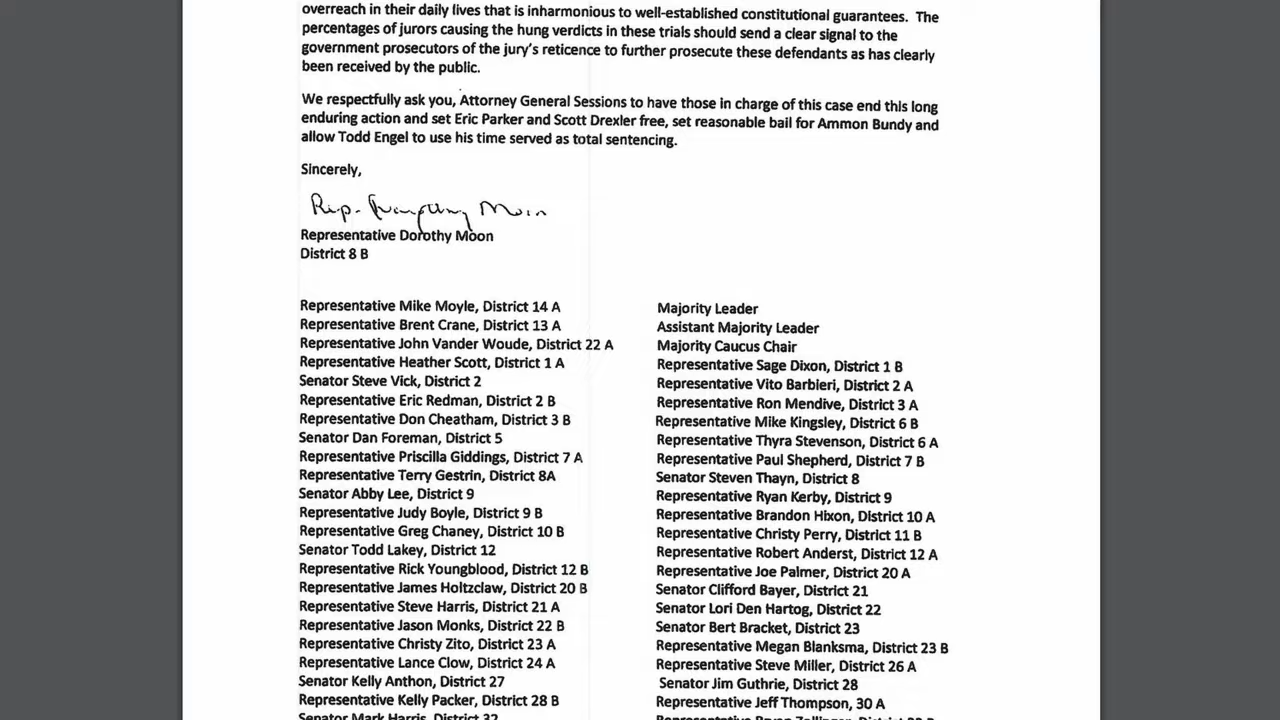 overreach in their daily lives that is inharmonious to well-established constitutional guarantees. The
percentages of jurors causing the hung verdicts in these trials should send a clear signal to the
government prosecutors of the jury's reticence to further prosecute these defendants as has clearly
been received by the public.
We respectfully ask you, Attorney General Sessions to have those in charge of this case end this long
enduring action and set Eric Parker and Scott Drexler free, set reasonable bail for Ammon Bundy and
allow Todd Engel to use his time served as total sentencing.
Sincerely,
Rep. Moon
Representative Dorothy Moon
District 8 B
Representative Mike Moyle, District 14 A
Representative Brent Crane, District 13 A
Representative John Vander Woude, District 22 A
Representative Heather Scott, District 1 A
Senator Steve Vick, District 2
Representative Eric Redman, District 2 B
Representative Don Cheatham, District 3 B
Senator Dan Foreman, District 5
Representative Priscilla Giddings, District 7 A
Representative Terry Gestrin, District 8A
Senator Abby Lee, District 9
Representative Judy Boyle, District 9 B
Representative Greg Chaney, District 10 B
Senator Todd Lakey, District 12
Representative Rick Youngblood, District 12 B
Representative James Holtzclaw, District 20 B
Representative Steve Harris, District 21 A
Representative Jason Monks, District 22 B
Representative Christy Zito, District 23 A
Representative Lance Clow, District 24 A
Senator Kelly Anthon, District 27
Representative Kelly Packer, District 28 B
Senator Mark Harris, District 32
Majority Leader
Assistant Majority Leader
Majority Caucus Chair
Representative Sage Dixon, District 1 B
Representative Vito Barbieri, District 2 A
Representative Ron Mendive, District 3 A
Representative Mike Kingsley, District 6 B
Representative Thyra Stevenson, District 6 A
Representative Paul Shepherd, District 7 B
Senator Steven Thayn, District 8
Representative Ryan Kerby, District 9
Representative Brandon Hixon, District 10 A
Representative Christy Perry, District 11 B
Representative Robert Anderst, District 12 A
Representative Joe Palmer, District 20 A
Senator Clifford Bayer, District 21
Senator Lori Den Hartog, District 22
Senator Bert Bracket, District 23
Representative Megan Blanksma, District 23 B
Representative Steve Miller, District 26 A
Senator Jim Guthrie, District 28
Representative Jeff Thompson, 30 A